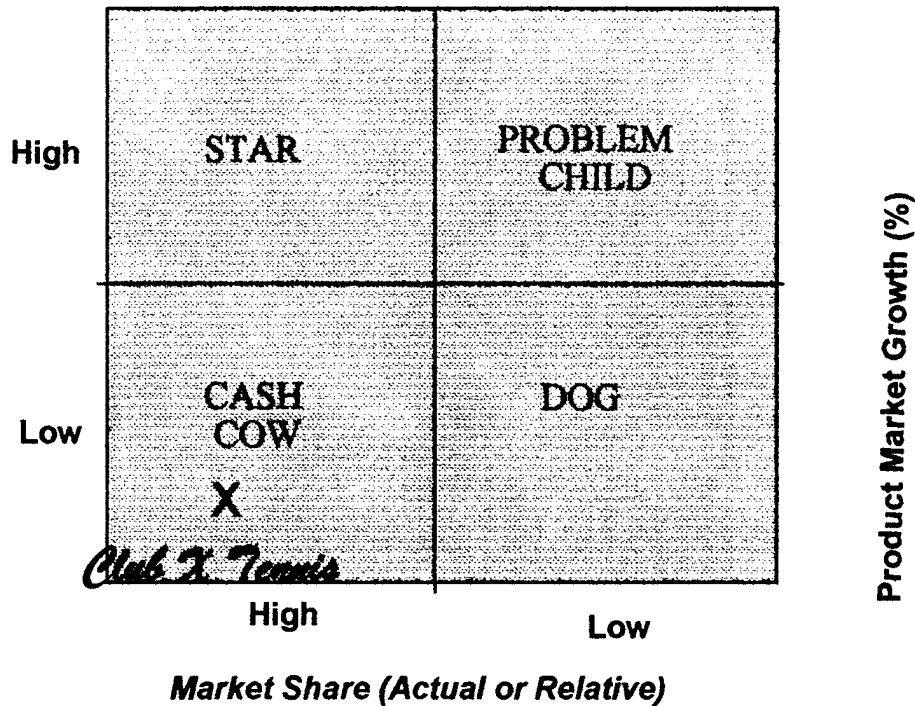 High
STAR
PROBLEM
CHILD
Product Market Growth (%)
Low
CASH
COW
DOG
X
Club X Tennis
High
Low
Market Share (Actual or Relative)